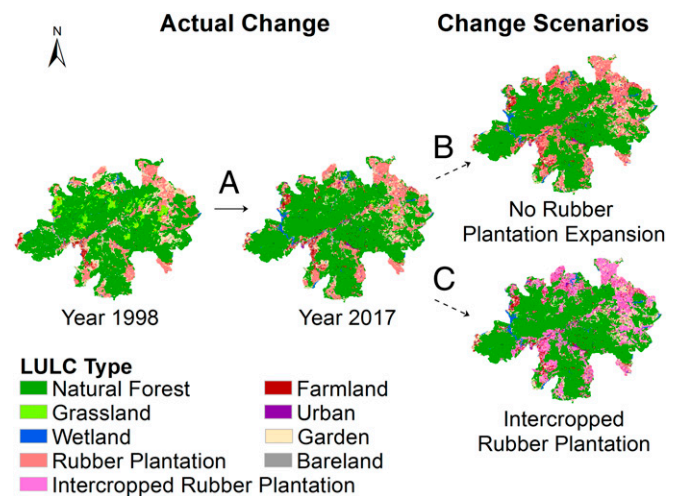 Actual Change
Change Scenarios
N
A
B
C
Year 1998
Year 2017
No Rubber
Plantation Expansion
Intercropped
Rubber Plantation
LULC Type
Natural Forest
Grassland
Wetland
Rubber Plantation
Intercropped Rubber Plantation
Farmland
Urban
Garden
Bareland